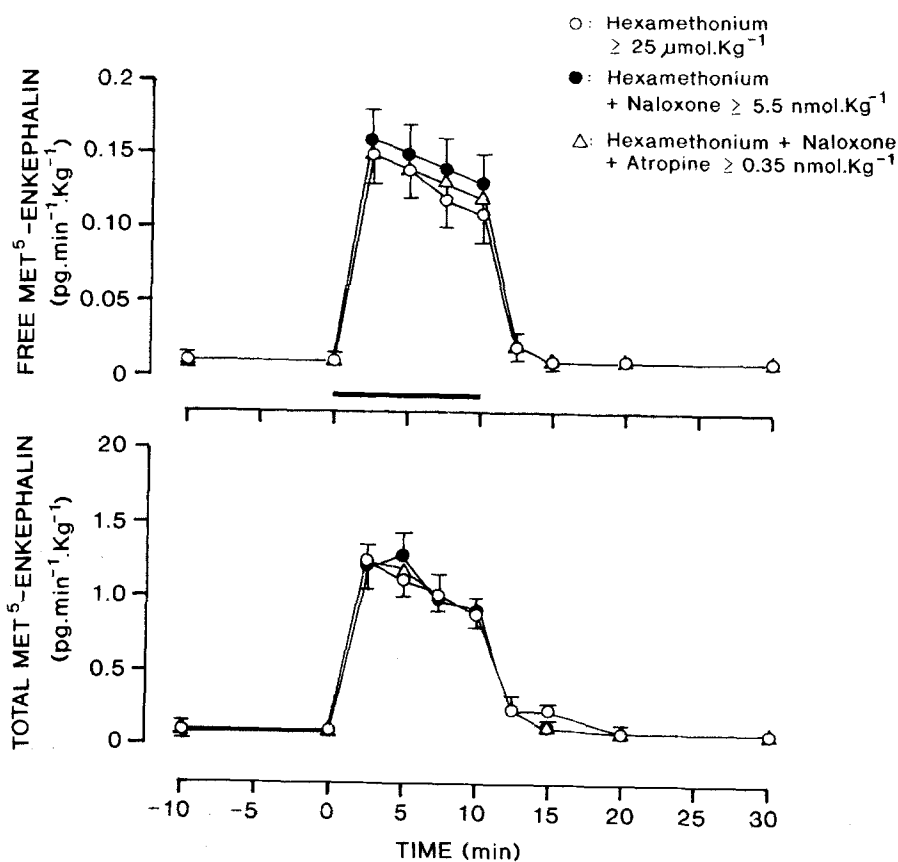 ○: Hexamethonium
≥ 25 µmol.Kg⁻¹
●: Hexamethonium
+ Naloxone ≥ 5.5 nmol.Kg⁻¹
△: Hexamethonium + Naloxone
+ Atropine ≥ 0.35 nmol.Kg⁻¹
FREE MET⁵-ENKEPHALIN
(pg.min⁻¹.Kg⁻¹)
0.2
0.15
0.10
0.05
0
TOTAL MET⁵-ENKEPHALIN
(pg.min⁻¹.Kg⁻¹)
20
1.5
1.0
0.5
0
-10 -5 0 5 10 15 20 25 30
TIME (min)